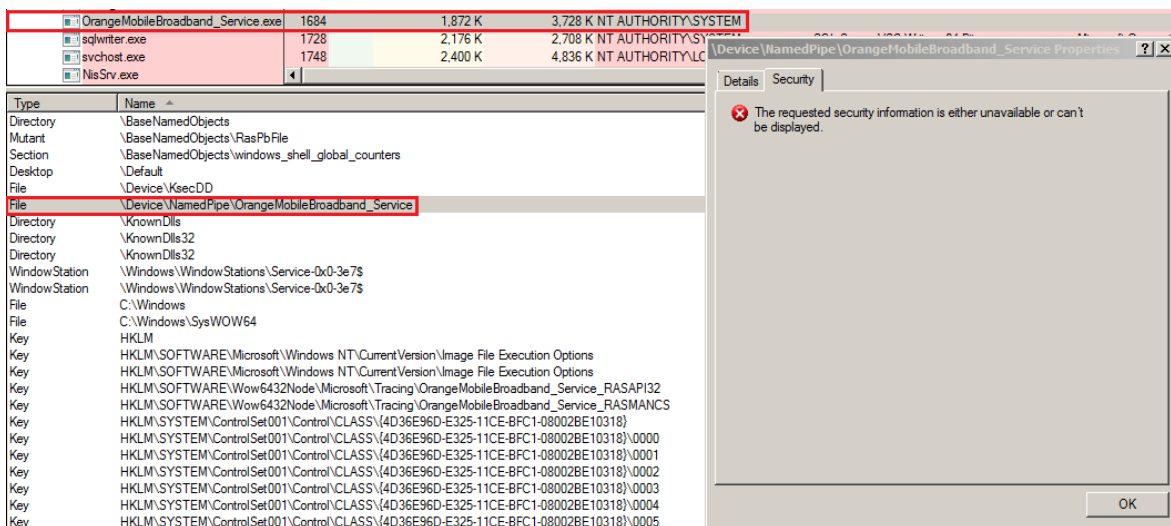 OrangeMobileBroadband_Service.exe 1684 1,872 K 3,728 K NT AUTHORITY\SYSTEM
sqlwriter.exe 1728 2,176 K 2,708 K NT AUTHORITY\SYSTEM
svchost.exe 1748 2,400 K 4,836 K NT AUTHORITY\LO
NisSrv.exe
\Device\NamedPipe\OrangeMobileBroadband_Service Properties
Details Security
The requested security information is either unavailable or can't
be displayed.
OK
Type Name
Directory \BaseNamedObjects
Mutant \BaseNamedObjects\RasPbFile
Section \BaseNamedObjects\windows_shell_global_counters
Desktop \Default
File \Device\KsecDD
File \Device\NamedPipe\OrangeMobileBroadband_Service
Directory \KnownDlls
Directory \KnownDlls32
Directory \KnownDlls32
WindowStation \Windows\WindowStations\Service-0x0-3e7$
WindowStation \Windows\WindowStations\Service-0x0-3e7$
File C:\Windows
File C:\Windows\SysWOW64
Key HKLM
Key HKLM\SOFTWARE\Microsoft\Windows NT\CurrentVersion\Image File Execution Options
Key HKLM\SOFTWARE\Microsoft\Windows NT\CurrentVersion\Image File Execution Options
Key HKLM\SOFTWARE\Wow6432Node\Microsoft\Tracing\OrangeMobileBroadband_Service_RASAPI32
Key HKLM\SOFTWARE\Wow6432Node\Microsoft\Tracing\OrangeMobileBroadband_Service_RASMANCS
Key HKLM\SYSTEM\ControlSet001\Control\CLASS\{4D36E96D-E325-11CE-BFC1-08002BE10318}
Key HKLM\SYSTEM\ControlSet001\Control\CLASS\{4D36E96D-E325-11CE-BFC1-08002BE10318}\0000
Key HKLM\SYSTEM\ControlSet001\Control\CLASS\{4D36E96D-E325-11CE-BFC1-08002BE10318}\0001
Key HKLM\SYSTEM\ControlSet001\Control\CLASS\{4D36E96D-E325-11CE-BFC1-08002BE10318}\0002
Key HKLM\SYSTEM\ControlSet001\Control\CLASS\{4D36E96D-E325-11CE-BFC1-08002BE10318}\0003
Key HKLM\SYSTEM\ControlSet001\Control\CLASS\{4D36E96D-E325-11CE-BFC1-08002BE10318}\0004
Key HKLM\SYSTEM\ControlSet001\Control\CLASS\{4D36E96D-E325-11CE-BFC1-08002BE10318}\0005